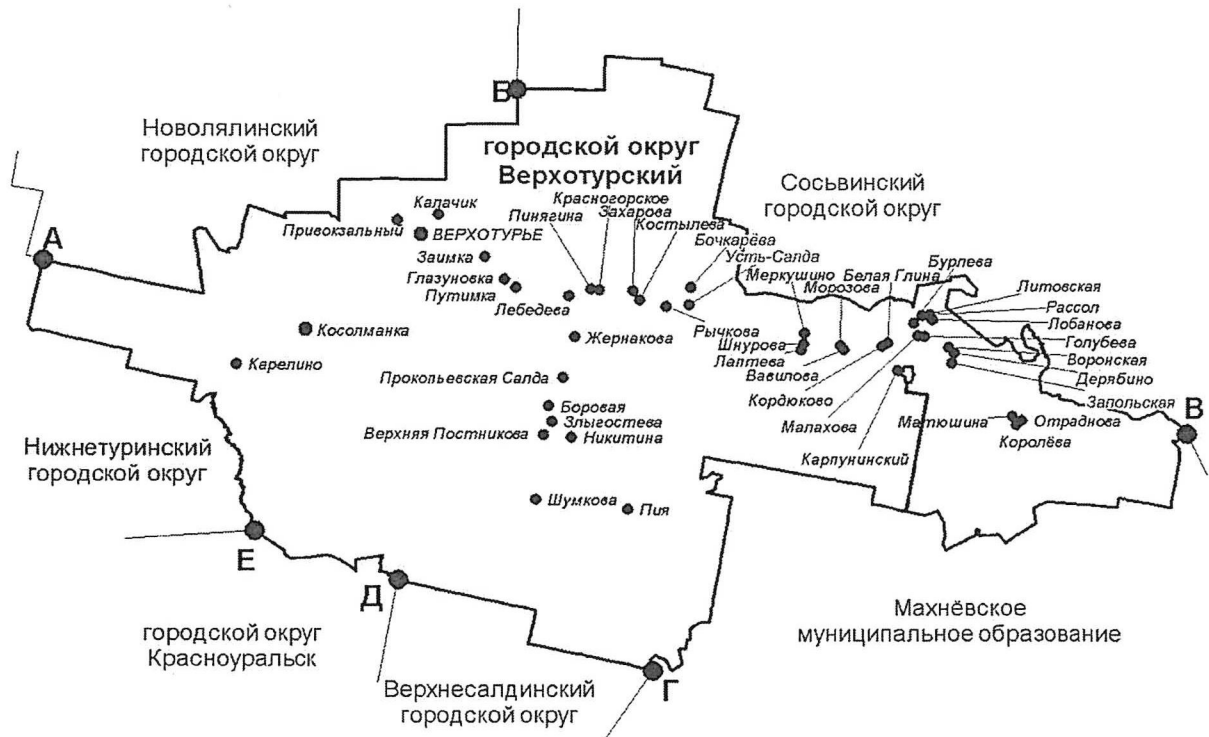 Б
Новолялинский
городской округ
городской округ
Верхотурский
Сосьвинский
городской округ
А
Калачик
Привокзальный
ВЕРХОТУРЬЕ
Заимка
Глазуновка
Путимка
Лебедева
Пинягина
Красногорское
Захарова
Костылева
Бочкарёва
Усть-Салда
Меркушино
Морозова
Белая Глина
Бурлева
Литовская
Рассол
Лобанова
Голубева
Воронская
Дерябино
Запольская
Рычкова
Шнурова
Лаптева
Вавилова
Кордюково
Малахова
Карпунинский
Матюшина
Отраднова
Королёва
В
Косолманка
Карелино
Жернакова
Прокопьевская Салда
Боровая
Злыгостева
Верхняя Постникова
Никитина
Шумкова
Пия
Нижнетуринский
городской округ
Е
Д
Г
городской округ
Красноуральск
Верхнесалдинский
городской округ
Махнёвское
муниципальное образование